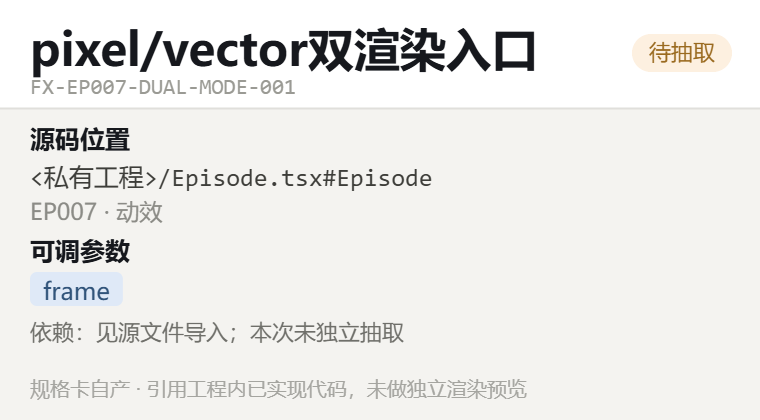 pixel/vector双渲染入口
待抽取
FX-EP007-DUAL-MODE-001
源码位置
<私有工程>/Episode.tsx#Episode
EP007 · 动效
可调参数
frame
依赖：见源文件导入；本次未独立抽取
规格卡自产 · 引用工程内已实现代码，未做独立渲染预览